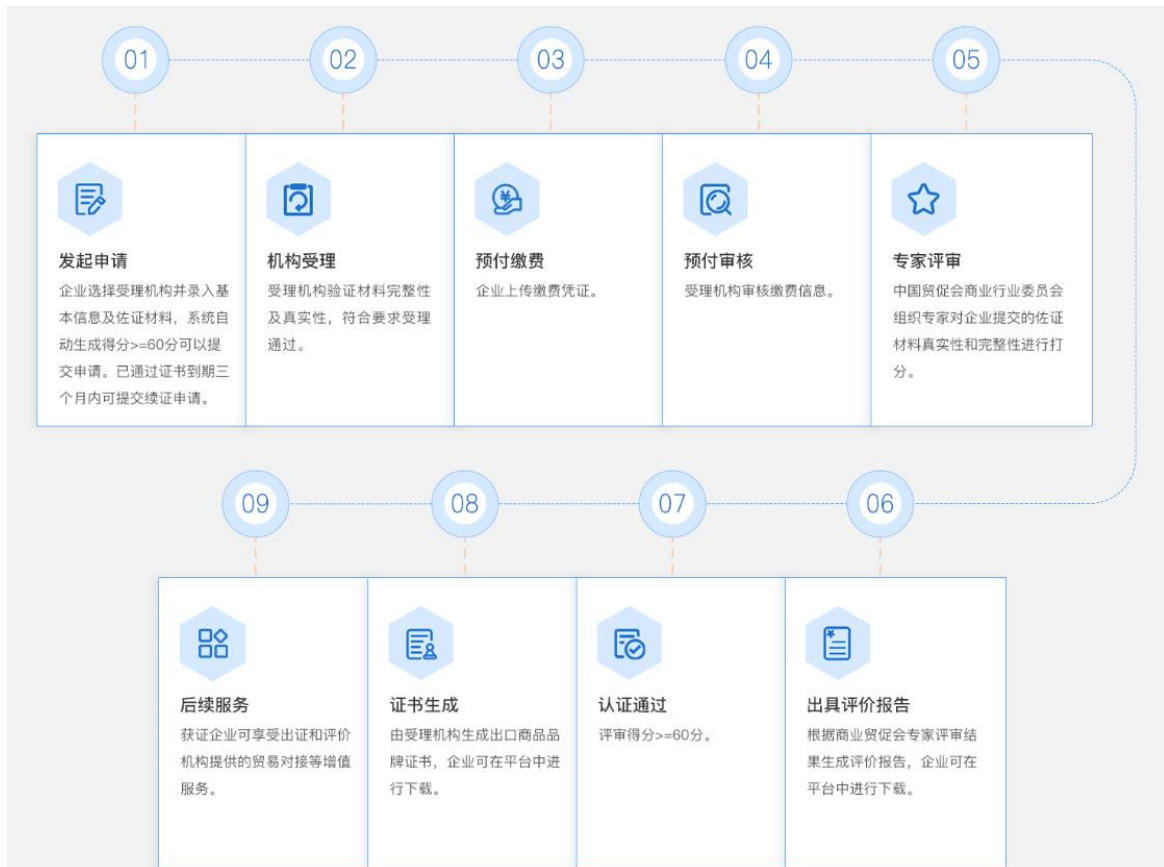 01
02
03
04
05
发起申请
企业选择受理机构并录入基
本信息及佐证材料，系统自
动生成得分>=60分可以提
交申请。已通过证书到期三
个月内可提交续证申请。
机构受理
受理机构验证材料完整性
及真实性，符合要求受理
通过。
预付缴费
企业上传缴费凭证。
预付审核
受理机构审核缴费信息。
专家评审
中国贸促会商业行业委员会
组织专家对企业提交的佐证
材料真实性和完整性进行打
分。
09
08
07
06
后续服务
获证企业可享受出证和评价
机构提供的贸易对接等增值
服务。
证书生成
由受理机构生成出口商品品
牌证书，企业可在平台中进
行下载。
认证通过
评审得分>=60分。
出具评价报告
根据商业贸促会专家评审结
果生成评价报告，企业可在
平台中进行下载。